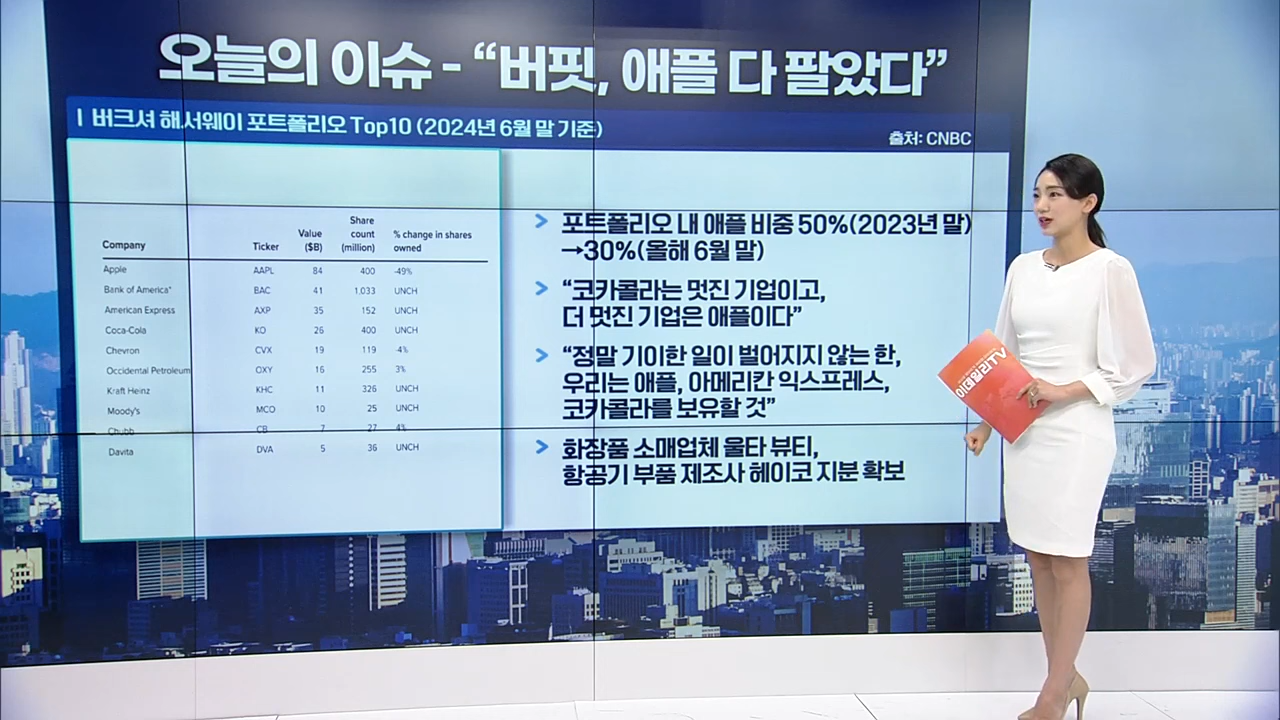 오늘의 이슈 - “버핏, 애플 다 팔았다”
| 버크셔 해서웨이 포트폴리오 Top10 (2024년 6월 말 기준)
출처: CNBC
Company Ticker Value ($B) Share count (million) % change in shares owned
Apple AAPL 84 400 -49%
Bank of America* BAC 41 1,033 UNCH
American Express AXP 35 152 UNCH
Coca-Cola KO 26 400 UNCH
Chevron CVX 19 119 -4%
Occidental Petroleum OXY 16 255 3%
Kraft Heinz KHC 11 326 UNCH
Moody's MCO 10 25 UNCH
Chubb CB 7 27 4%
Davita DVA 5 36 UNCH
> 포트폴리오 내 애플 비중 50%(2023년 말)
→30%(올해 6월 말)
> “코카콜라는 멋진 기업이고,
더 멋진 기업은 애플이다”
> “정말 기이한 일이 벌어지지 않는 한,
우리는 애플, 아메리칸 익스프레스,
코카콜라를 보유할 것”
> 화장품 소매업체 울타 뷰티,
항공기 부품 제조사 헤이코 지분 확보
이데일리TV